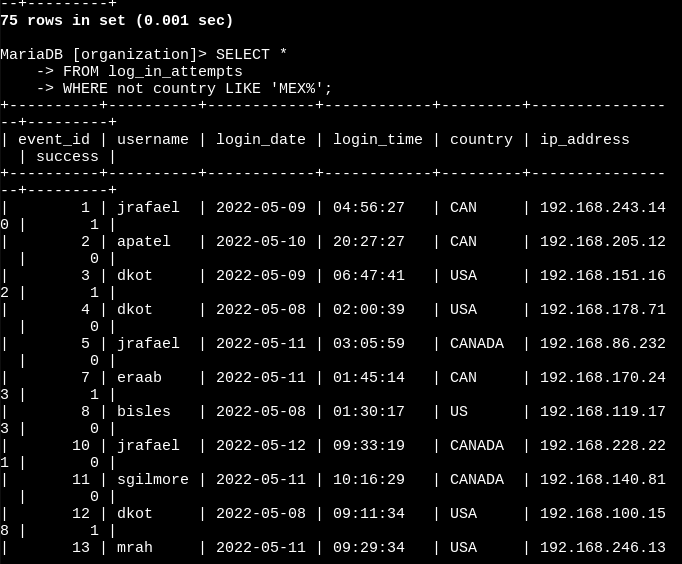 --+---------+
75 rows in set (0.001 sec)
MariaDB [organization]> SELECT *
    -> FROM log_in_attempts
    -> WHERE not country LIKE 'MEX%';
+----------+----------+------------+------------+---------+---------------
--+---------+
| event_id | username | login_date | login_time | country | ip_address
  | success |
+----------+----------+------------+------------+---------+---------------
--+---------+
|        1 | jrafael  | 2022-05-09 | 04:56:27   | CAN     | 192.168.243.14
0 |       1 |
|        2 | apatel   | 2022-05-10 | 20:27:27   | CAN     | 192.168.205.12
  |       0 |
|        3 | dkot     | 2022-05-09 | 06:47:41   | USA     | 192.168.151.16
2 |       1 |
|        4 | dkot     | 2022-05-08 | 02:00:39   | USA     | 192.168.178.71
  |       0 |
|        5 | jrafael  | 2022-05-11 | 03:05:59   | CANADA  | 192.168.86.232
  |       0 |
|        7 | eraab    | 2022-05-11 | 01:45:14   | CAN     | 192.168.170.24
3 |       1 |
|        8 | bisles   | 2022-05-08 | 01:30:17   | US      | 192.168.119.17
3 |       0 |
|       10 | jrafael  | 2022-05-12 | 09:33:19   | CANADA  | 192.168.228.22
1 |       0 |
|       11 | sgilmore | 2022-05-11 | 10:16:29   | CANADA  | 192.168.140.81
  |       0 |
|       12 | dkot     | 2022-05-08 | 09:11:34   | USA     | 192.168.100.15
8 |       1 |
|       13 | mrah     | 2022-05-11 | 09:29:34   | USA     | 192.168.246.13